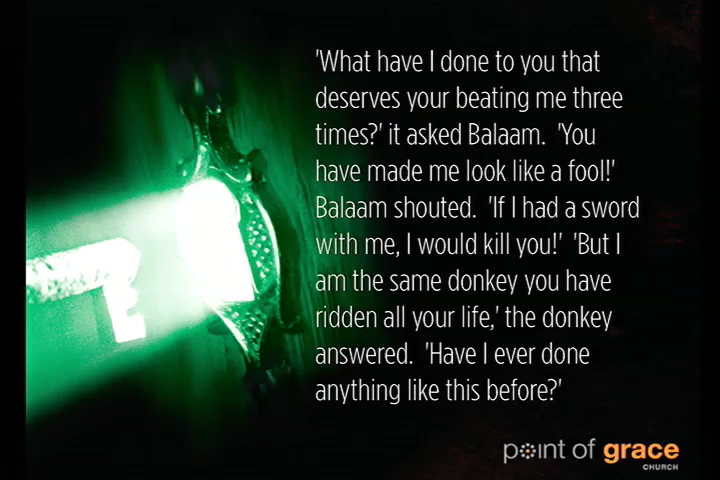 'What have I done to you that
deserves your beating me three
times?' it asked Balaam.  'You
have made me look like a fool!'
Balaam shouted.  'If I had a sword
with me, I would kill you!'  'But I
am the same donkey you have
ridden all your life,' the donkey
answered.  'Have I ever done
anything like this before?'
point of grace
CHURCH